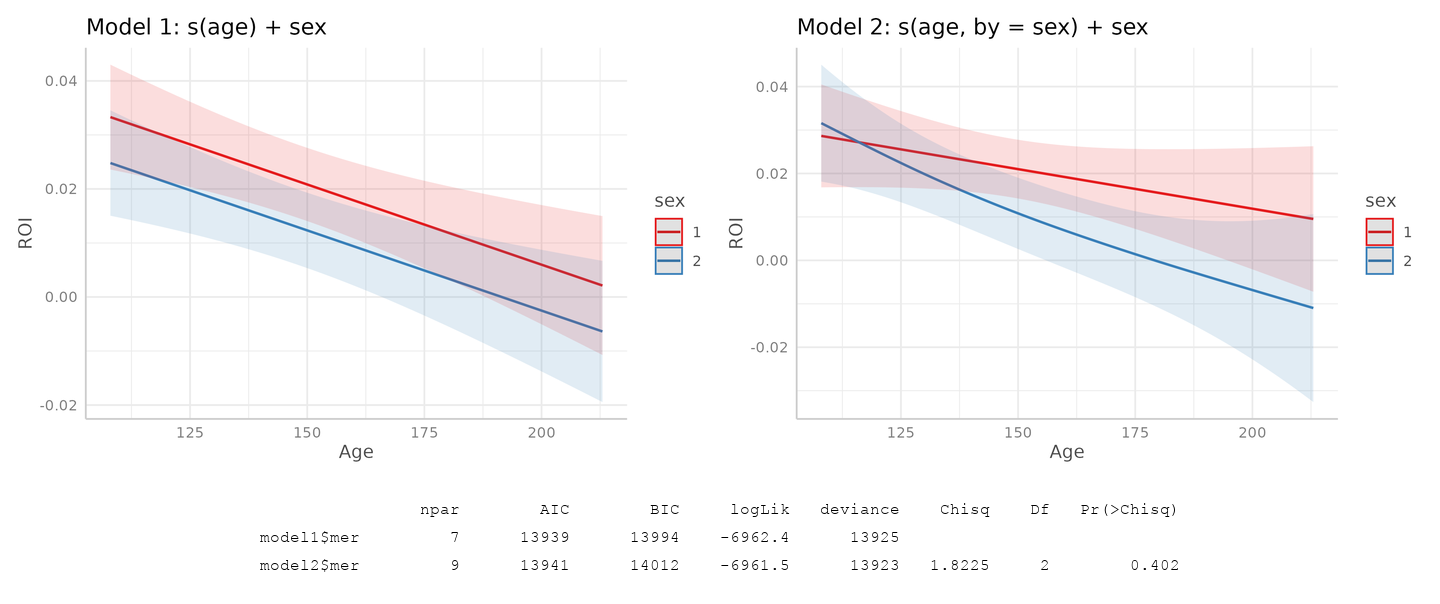 Model 1: s(age) + sex
0.04
0.02
0.00
-0.02
ROI
125 150 175 200
Age
sex
1
2
Model 2: s(age, by = sex) + sex
0.04
0.02
0.00
-0.02
ROI
125 150 175 200
Age
sex
1
2
npar AIC BIC logLik deviance Chisq Df Pr(>Chisq)
model1$mer 7 13939 13994 -6962.4 13925
model2$mer 9 13941 14012 -6961.5 13923 1.8225 2 0.402